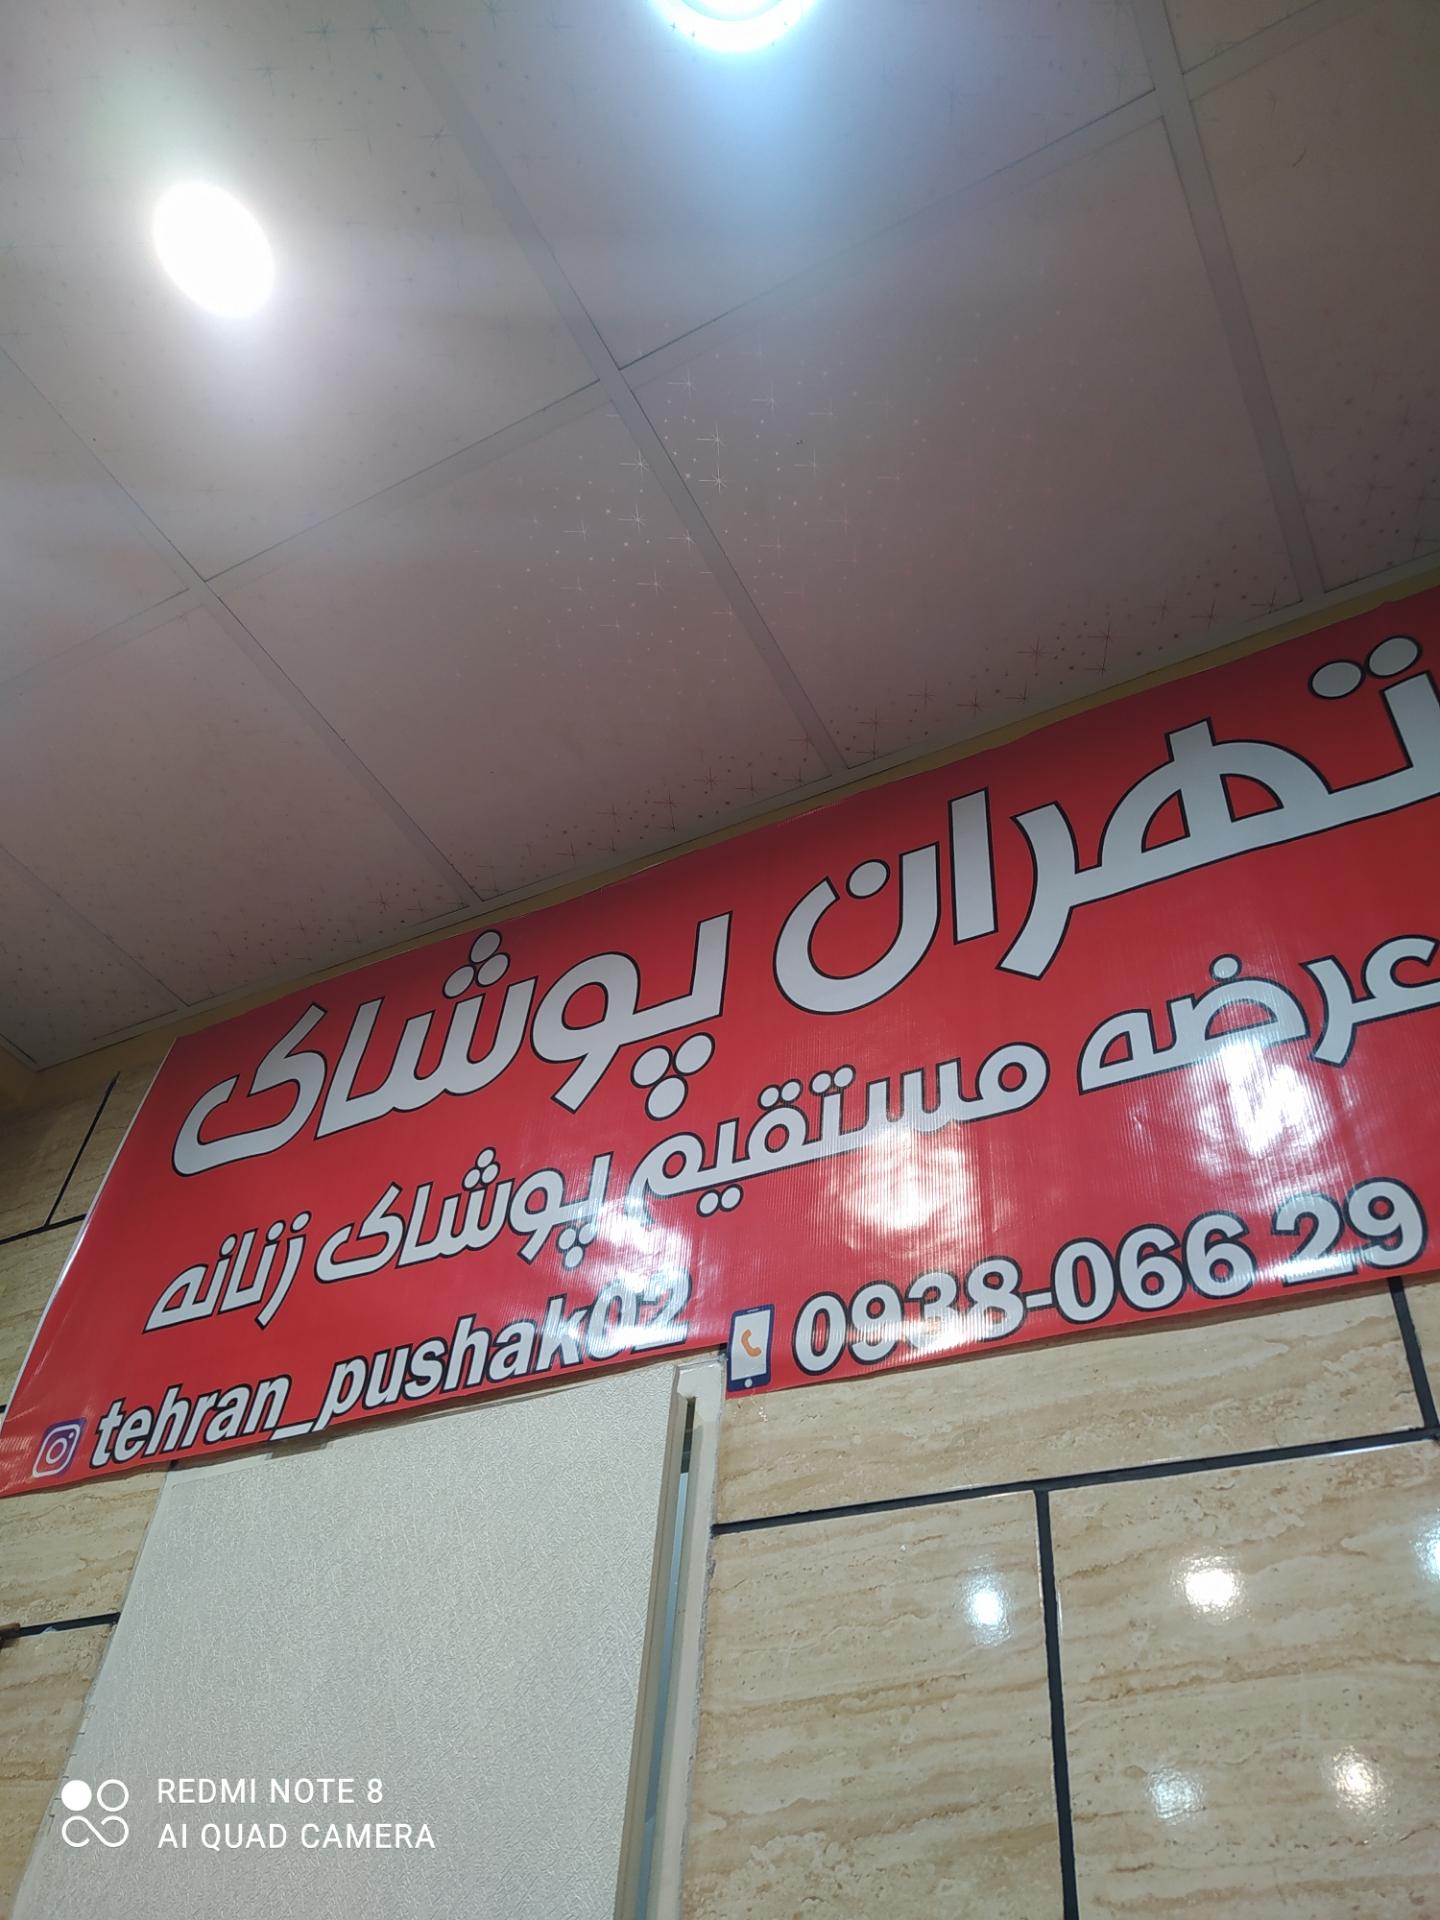 تهران پوشاک
عرضه مستقیم پوشاک زنانه
tehran_pushak02
0938-066 29
REDMI NOTE 8
AI QUAD CAMERA